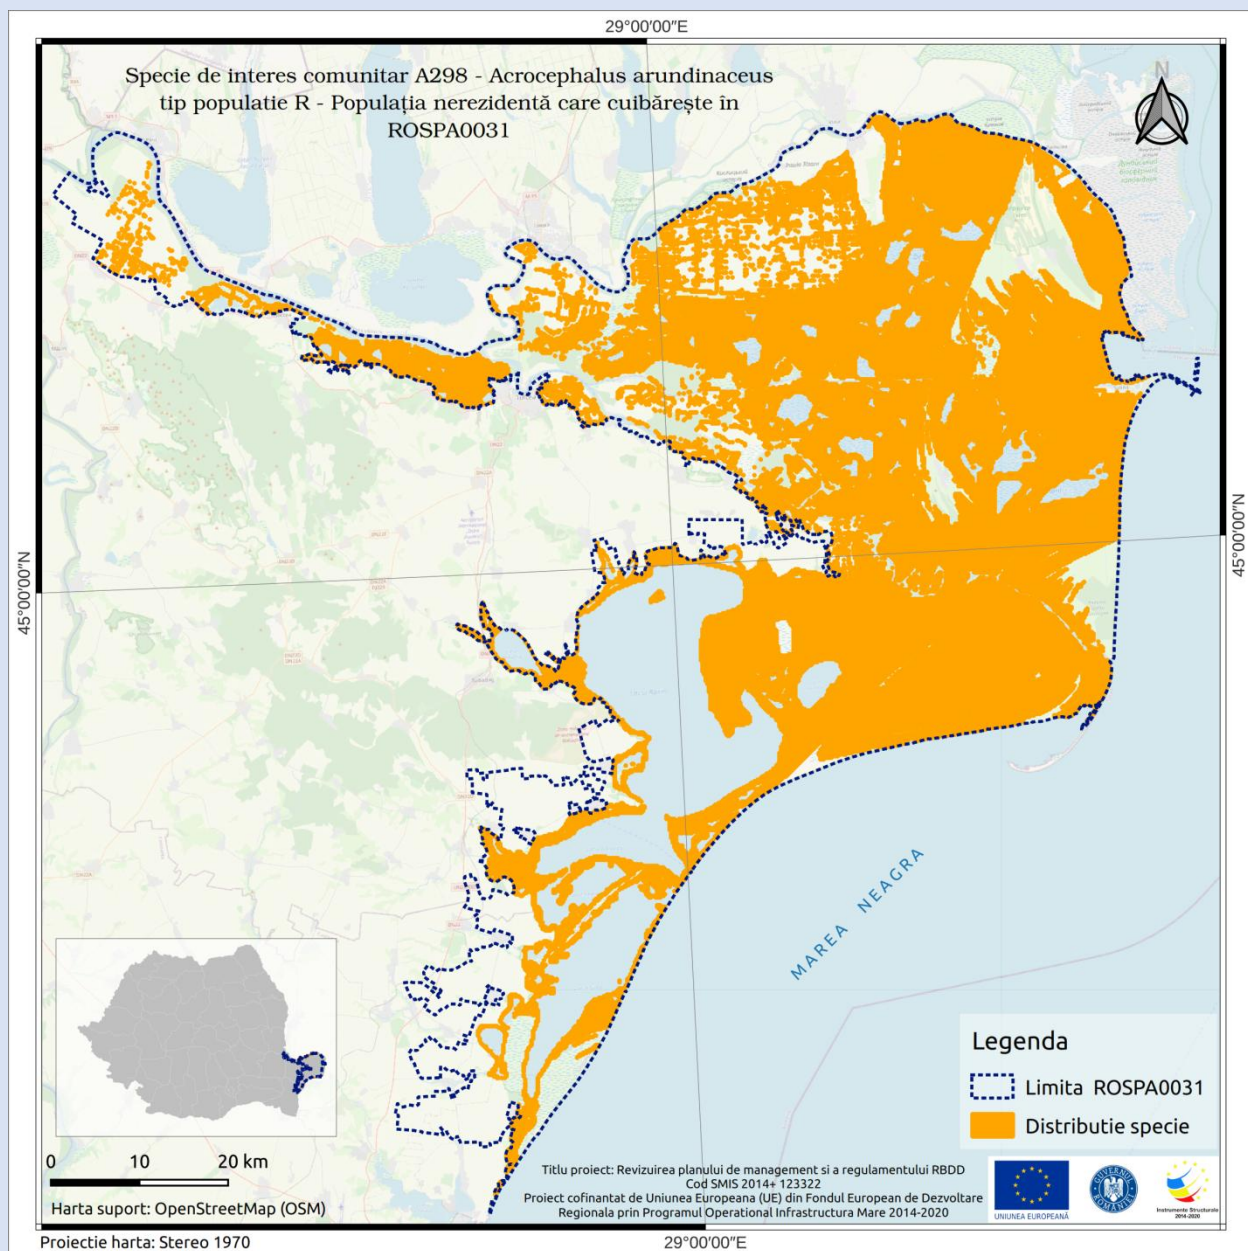 29°00′00″E
Specie de interes comunitar A298 - Acrocephalus arundinaceus
tip populatie R - Populația nerezidentă care cuibărește în
ROSPA0031
N
45°00′00″N
45°00′00″N
MAREA NEAGRA
Legenda
Limita ROSPA0031
Distributie specie
0 10 20 km
Harta suport: OpenStreetMap (OSM)
Titlu proiect: Revizuirea planului de management si a regulamentului RBDD
Cod SMIS 2014+ 123322
Proiect cofinantat de Uniunea Europeana (UE) din Fondul European de Dezvoltare
Regionala prin Programul Operational Infrastructura Mare 2014-2020
UNIUNEA EUROPEANĂ
GUVERNUL ROMÂNIEI
Instrumente Structurale
2014-2020
Proiectie harta: Stereo 1970
29°00′00″E